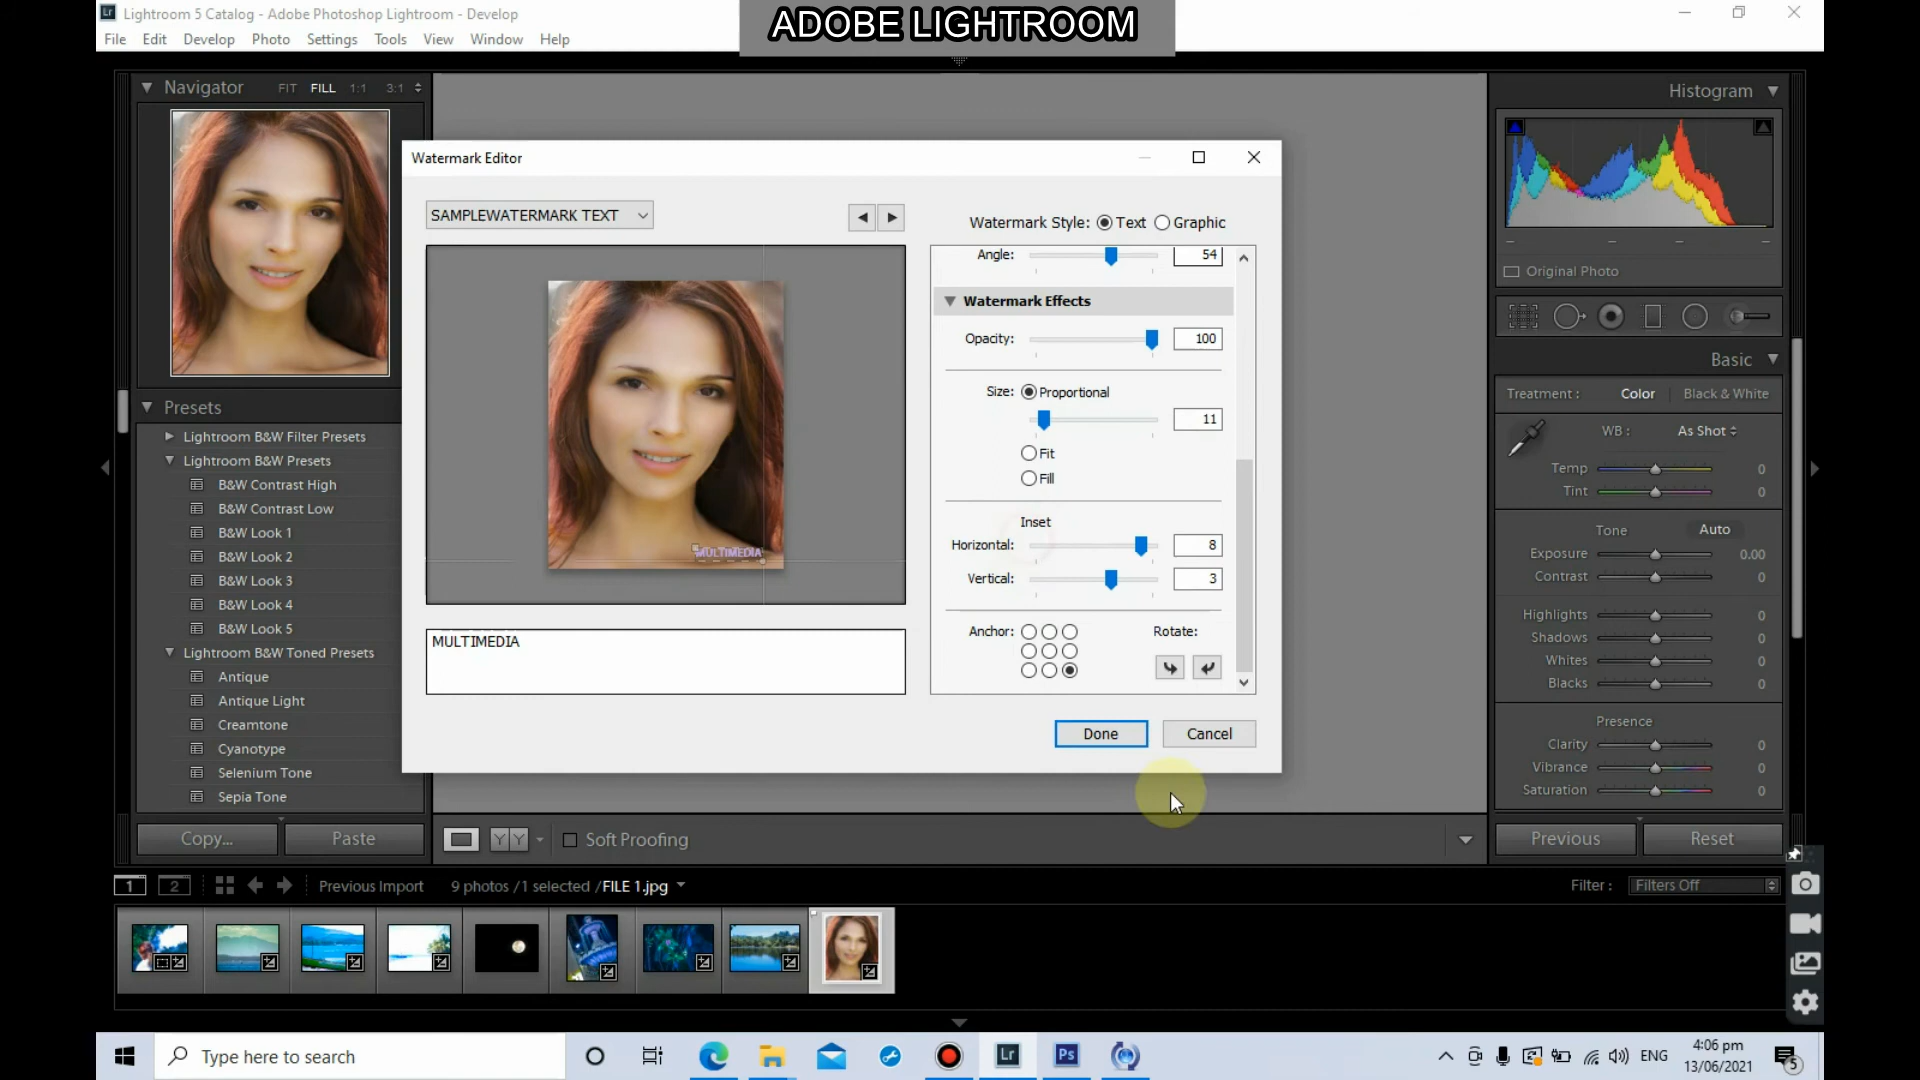 Lightroom 5 Catalog - Adobe Photoshop Lightroom - Develop
ADOBE LIGHTROOM
File Edit Develop Photo Settings Tools View Window Help
Navigator FIT FILL 1:1 3:1
Histogram
Original Photo
Watermark Editor
SAMPLEWATERMARK TEXT
Watermark Style: Text Graphic
Angle: 54
Watermark Effects
Opacity: 100
Size: Proportional
11
Fit
Fill
Inset
Horizontal: 8
Vertical: 3
Anchor: Rotate:
MULTIMEDIA
MULTIMEDIA
Done Cancel
Presets
Lightroom B&W Filter Presets
Lightroom B&W Presets
B&W Contrast High
B&W Contrast Low
B&W Look 1
B&W Look 2
B&W Look 3
B&W Look 4
B&W Look 5
Lightroom B&W Toned Presets
Antique
Antique Light
Creamtone
Cyanotype
Selenium Tone
Sepia Tone
Copy... Paste
Basic
Treatment : Color Black & White
WB : As Shot
Temp 0
Tint 0
Tone Auto
Exposure 0.00
Contrast 0
Highlights 0
Shadows 0
Whites 0
Blacks 0
Presence
Clarity 0
Vibrance 0
Saturation 0
Previous Reset
Y Y Soft Proofing
1 2 Previous Import 9 photos /1 selected /FILE 1.jpg
Filter : Filters Off
Type here to search
Lr Ps
ENG
4:06 pm
13/06/2021
5